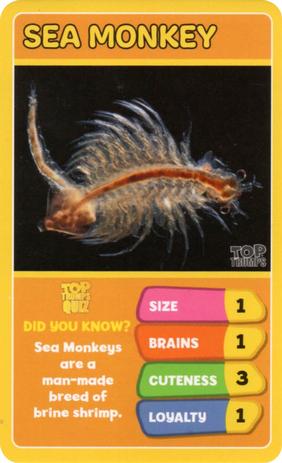 SEA MONKEY
TOP
TRUMPS
TOP
TRUMPS
QUIZ
DID YOU KNOW?
Sea Monkeys
are a
man-made
breed of
brine shrimp.
SIZE 1
BRAINS 1
CUTENESS 3
LOYALTY 1